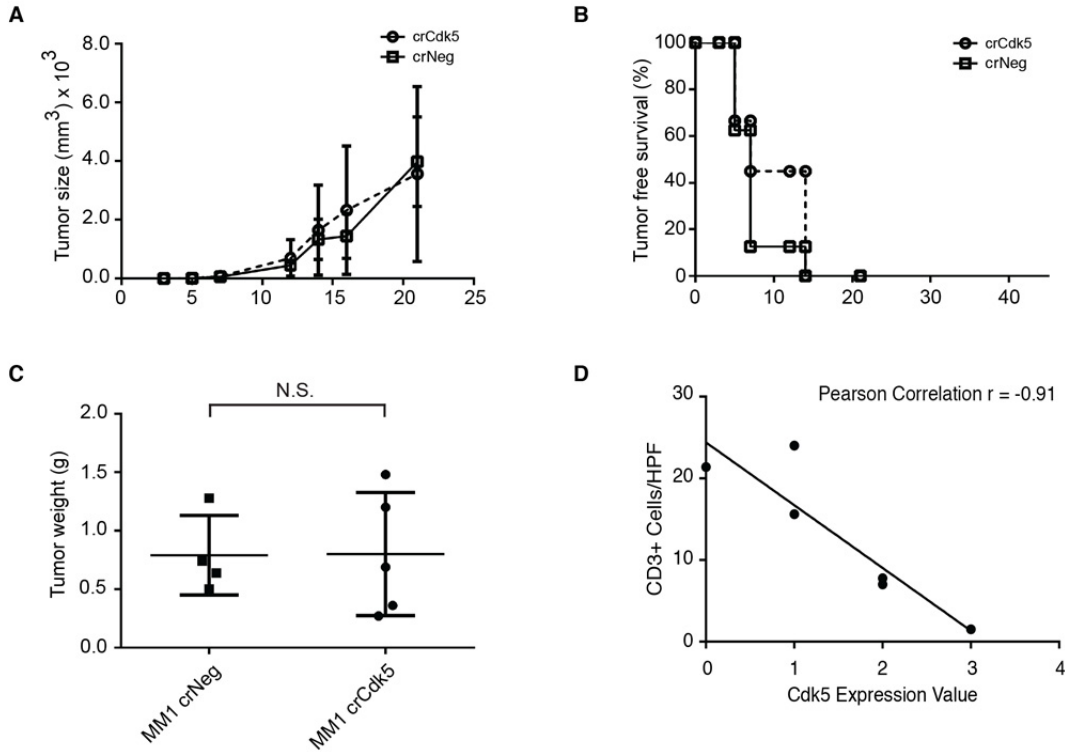 A
crCdk5
crNeg
Tumor size (mm3) x 103
8.0
6.0
4.0
2.0
0.0
0 5 10 15 20 25
B
crCdk5
crNeg
Tumor free survival (%)
100
80
60
40
20
0
0 10 20 30 40
C
N.S.
Tumor weight (g)
2.0
1.5
1.0
0.5
0.0
MM1 crNeg
MM1 crCdk5
D
Pearson Correlation r = -0.91
CD3+ Cells/HPF
30
20
10
0
0 1 2 3 4
Cdk5 Expression Value